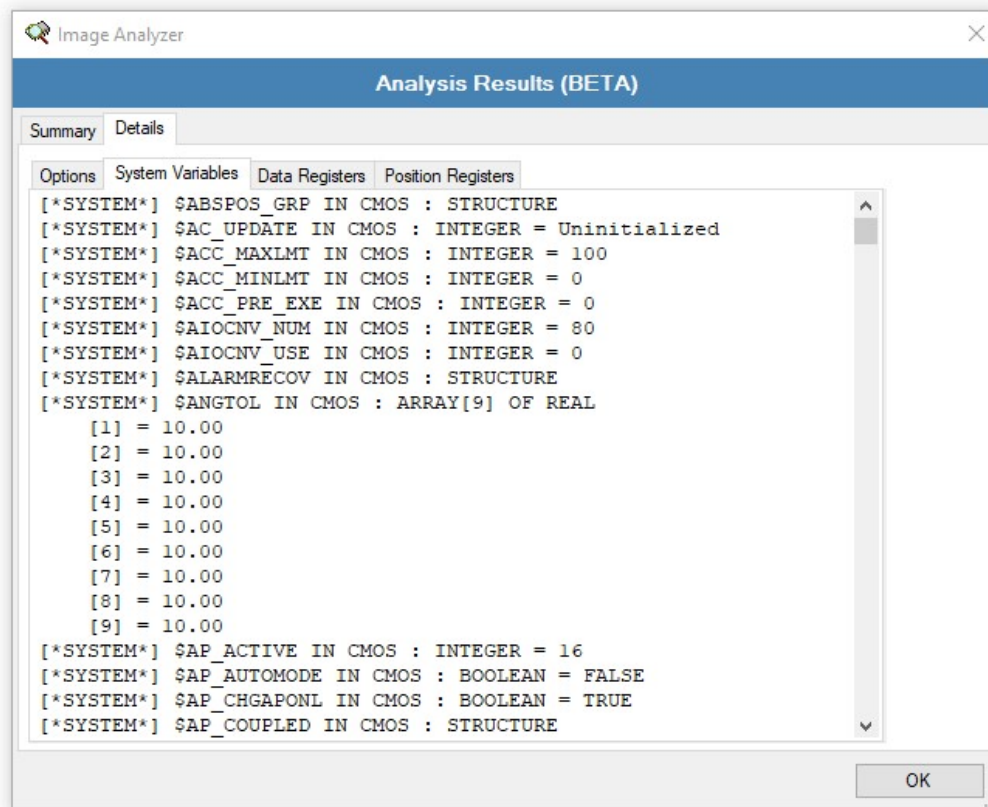 Image Analyzer
Analysis Results (BETA)
Summary Details
Options System Variables Data Registers Position Registers
[*SYSTEM*] $ABSPOS_GRP IN CMOS : STRUCTURE
[*SYSTEM*] $AC_UPDATE IN CMOS : INTEGER = Uninitialized
[*SYSTEM*] $ACC_MAXLMT IN CMOS : INTEGER = 100
[*SYSTEM*] $ACC_MINLMT IN CMOS : INTEGER = 0
[*SYSTEM*] $ACC_PRE_EXE IN CMOS : INTEGER = 0
[*SYSTEM*] $AIOCNV_NUM IN CMOS : INTEGER = 80
[*SYSTEM*] $AIOCNV_USE IN CMOS : INTEGER = 0
[*SYSTEM*] $ALARMRECOV IN CMOS : STRUCTURE
[*SYSTEM*] $ANGTOL IN CMOS : ARRAY[9] OF REAL
[1] = 10.00
[2] = 10.00
[3] = 10.00
[4] = 10.00
[5] = 10.00
[6] = 10.00
[7] = 10.00
[8] = 10.00
[9] = 10.00
[*SYSTEM*] $AP_ACTIVE IN CMOS : INTEGER = 16
[*SYSTEM*] $AP_AUTOMODE IN CMOS : BOOLEAN = FALSE
[*SYSTEM*] $AP_CHGAPONL IN CMOS : BOOLEAN = TRUE
[*SYSTEM*] $AP_COUPLED IN CMOS : STRUCTURE
OK